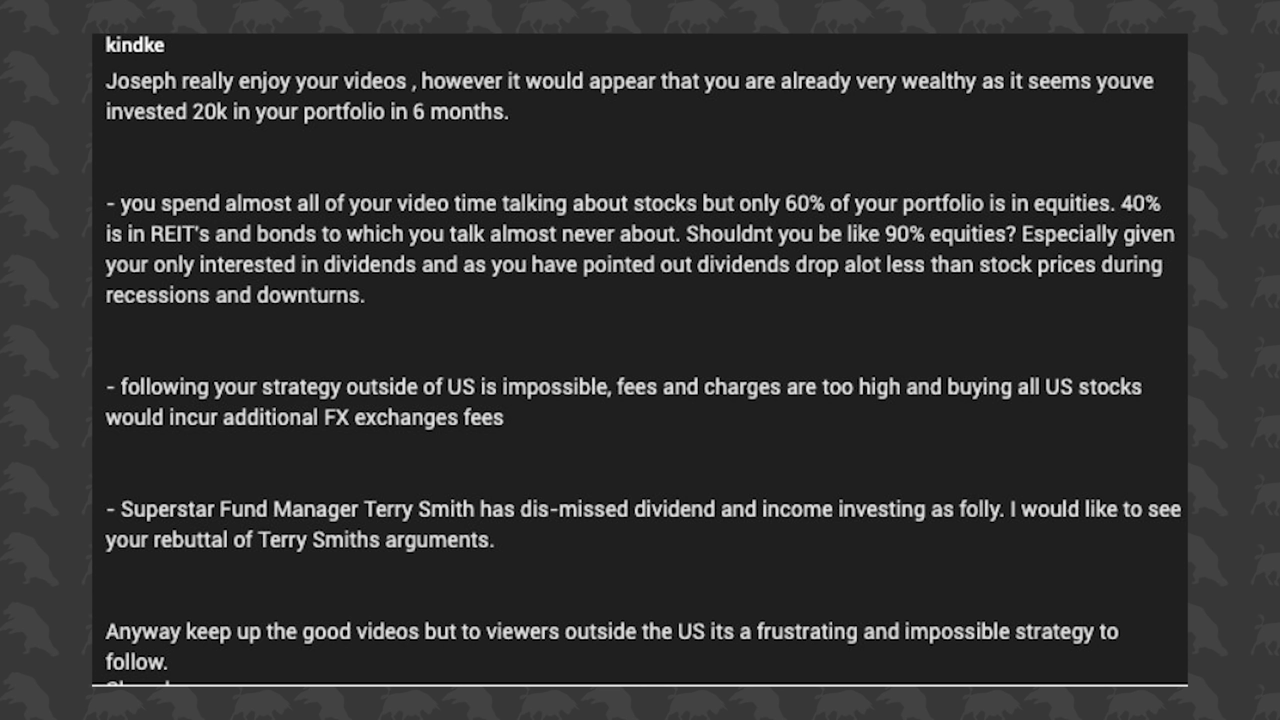 kindke
Joseph really enjoy your videos , however it would appear that you are already very wealthy as it seems youve
invested 20k in your portfolio in 6 months.
- you spend almost all of your video time talking about stocks but only 60% of your portfolio is in equities. 40%
is in REIT's and bonds to which you talk almost never about. Shouldnt you be like 90% equities? Especially given
your only interested in dividends and as you have pointed out dividends drop alot less than stock prices during
recessions and downturns.
- following your strategy outside of US is impossible, fees and charges are too high and buying all US stocks
would incur additional FX exchanges fees
- Superstar Fund Manager Terry Smith has dis-missed dividend and income investing as folly. I would like to see
your rebuttal of Terry Smiths arguments.
Anyway keep up the good videos but to viewers outside the US its a frustrating and impossible strategy to
follow.